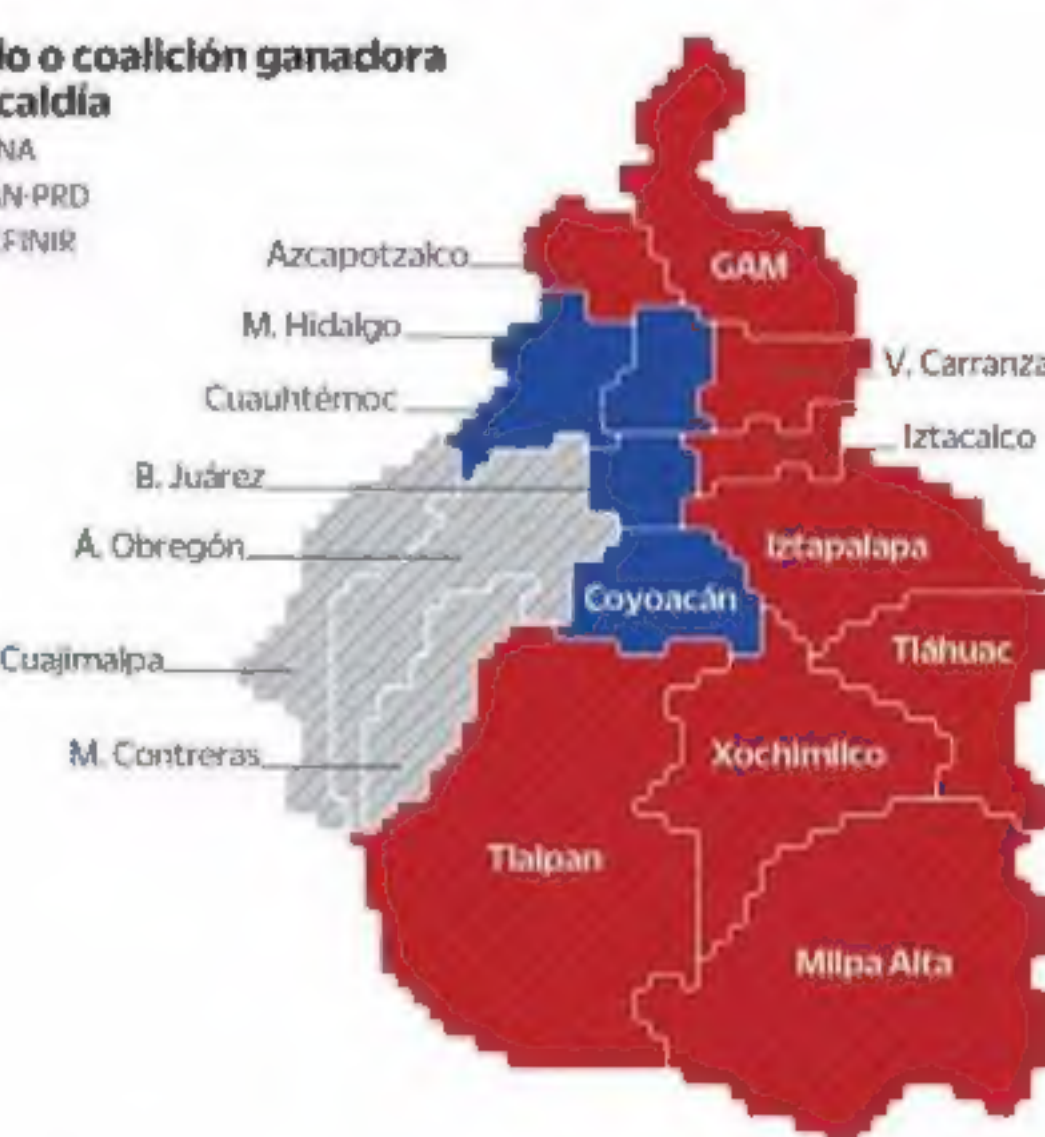 io o coalición ganadora
caldía
NA
AN-PRD
FINIR
Azcapotzalco
GAM
M. Hidalgo
V. Carranza
Cuauhtémoc
Iztacalco
B. Juárez
A. Obregón
Iztapalapa
Coyoacán
Tláhuac
Cuajimalpa
Xochimilco
M. Contreras
Tlalpan
Milpa Alta